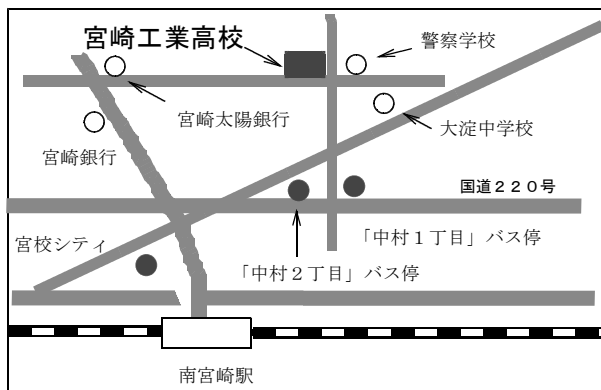 宮崎工業高校
警察学校
宮崎太陽銀行
大淀中学校
宮崎銀行
国道220号
宮校シティ
「中村1丁目」バス停
「中村2丁目」バス停
南宮崎駅